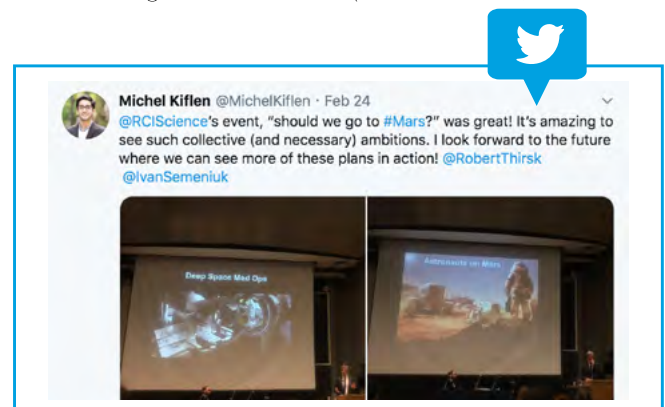 Michel Kiflen @MichelKiflen · Feb 24
@RCIScience's event, "should we go to #Mars?" was great! It's amazing to
see such collective (and necessary) ambitions. I look forward to the future
where we can see more of these plans in action! @RobertThirsk
@IvanSemeniuk
Deep Space Med Ops
Astronauts on Mars